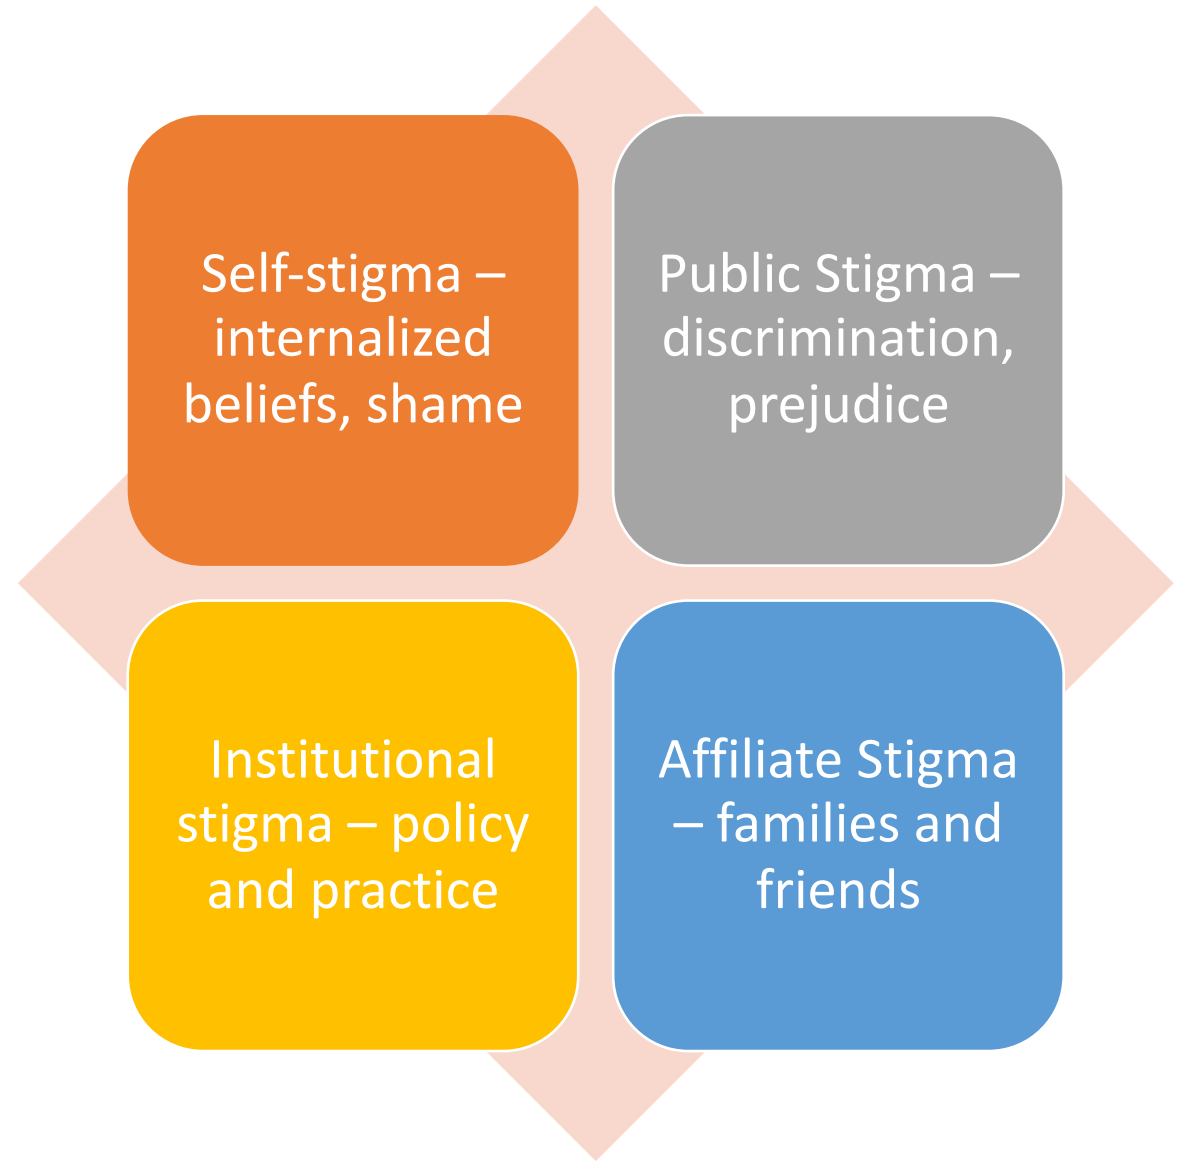 Self-stigma –
internalized
beliefs, shame
Public Stigma –
discrimination,
prejudice
Institutional
stigma – policy
and practice
Affiliate Stigma
– families and
friends